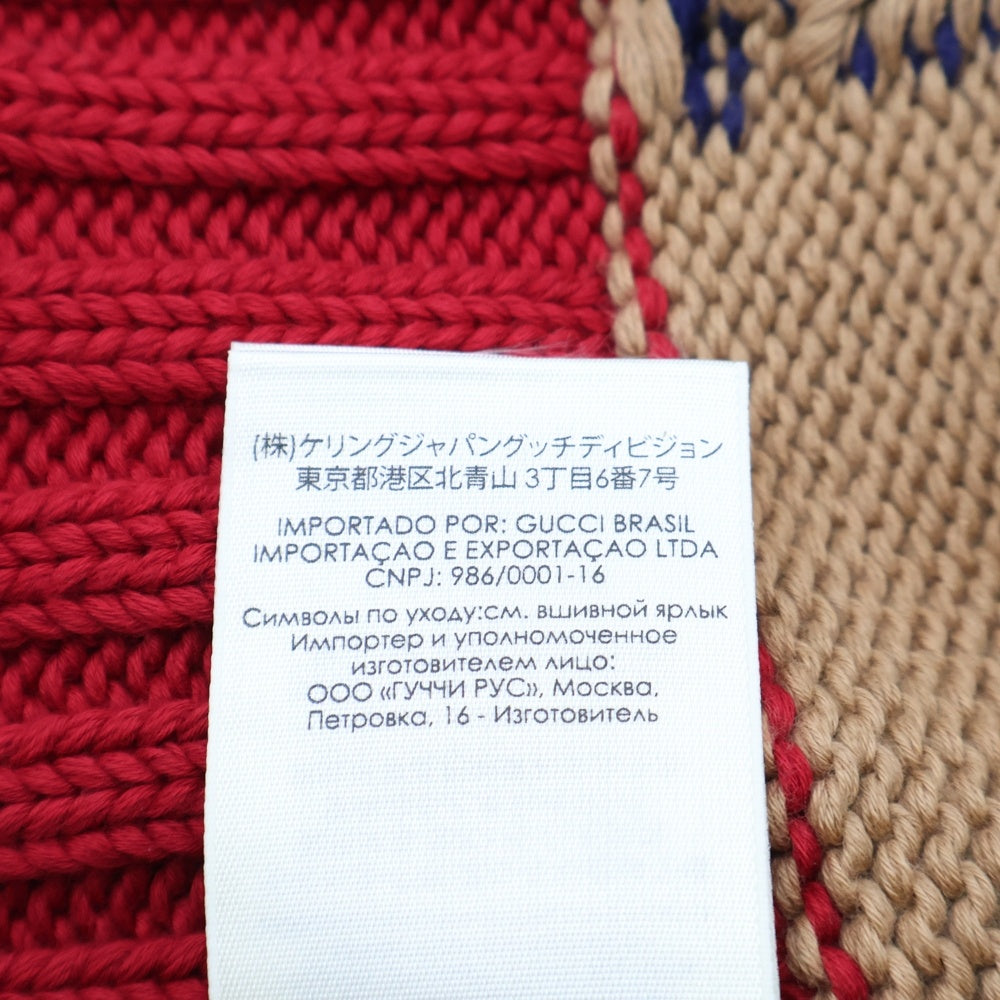 (株)ケリングジャパングッチディビジョン
東京都港区北青山 3丁目6番7号
IMPORTADO POR: GUCCI BRASIL
IMPORTAÇAO E EXPORTAÇAO LTDA
CNPJ: 986/0001-16
Символы по уходу:см. вшивной ярлык
Импортер и уполномоченное
изготовителем лицо:
ООО «ГУЧЧИ РУС», Москва,
Петровка, 16 - Изготовитель